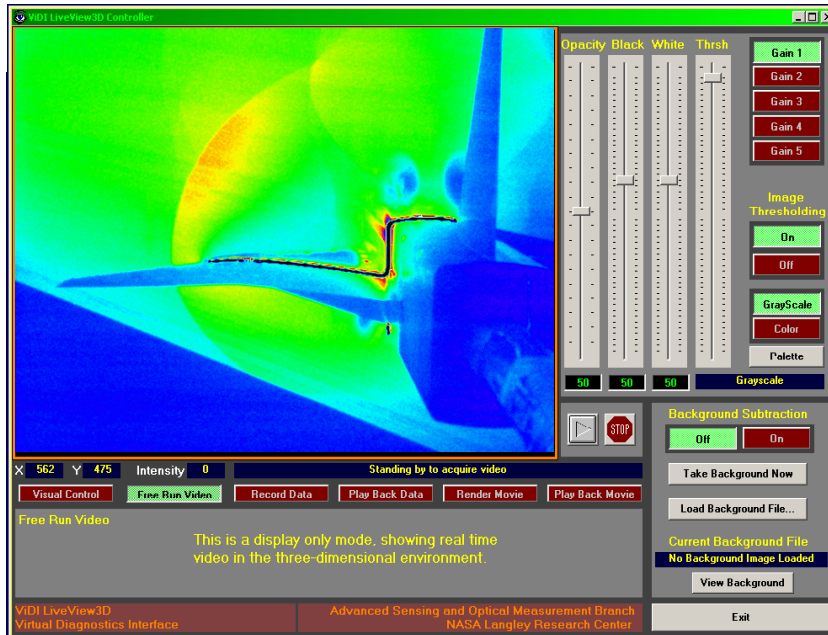 ViDI LiveView3D Controller
Opacity Black White Thrsh
Gain 1
Gain 2
Gain 3
Gain 4
Gain 5
Image
Thresholding
On
Off
GrayScale
Color
Palette
50 50 50 Grayscale
STOP
Background Subtraction
Off On
Take Background Now
Load Background File...
Current Background File
No Background Image Loaded
View Background
X 562 Y 475 Intensity 0 Standing by to acquire video
Visual Control Free Run Video Record Data Play Back Data Render Movie Play Back Movie
Free Run Video
This is a display only mode, showing real time
video in the three-dimensional environment.
ViDI LiveView3D Advanced Sensing and Optical Measurement Branch
Virtual Diagnostics Interface NASA Langley Research Center
Exit